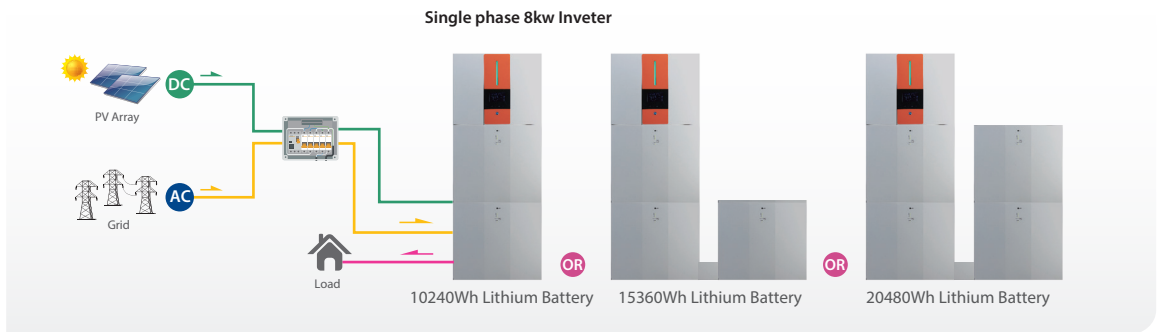 Single phase 8kw Inveter
DC
PV Array
AC
Grid
Load
OR
OR
10240Wh Lithium Battery
15360Wh Lithium Battery
20480Wh Lithium Battery